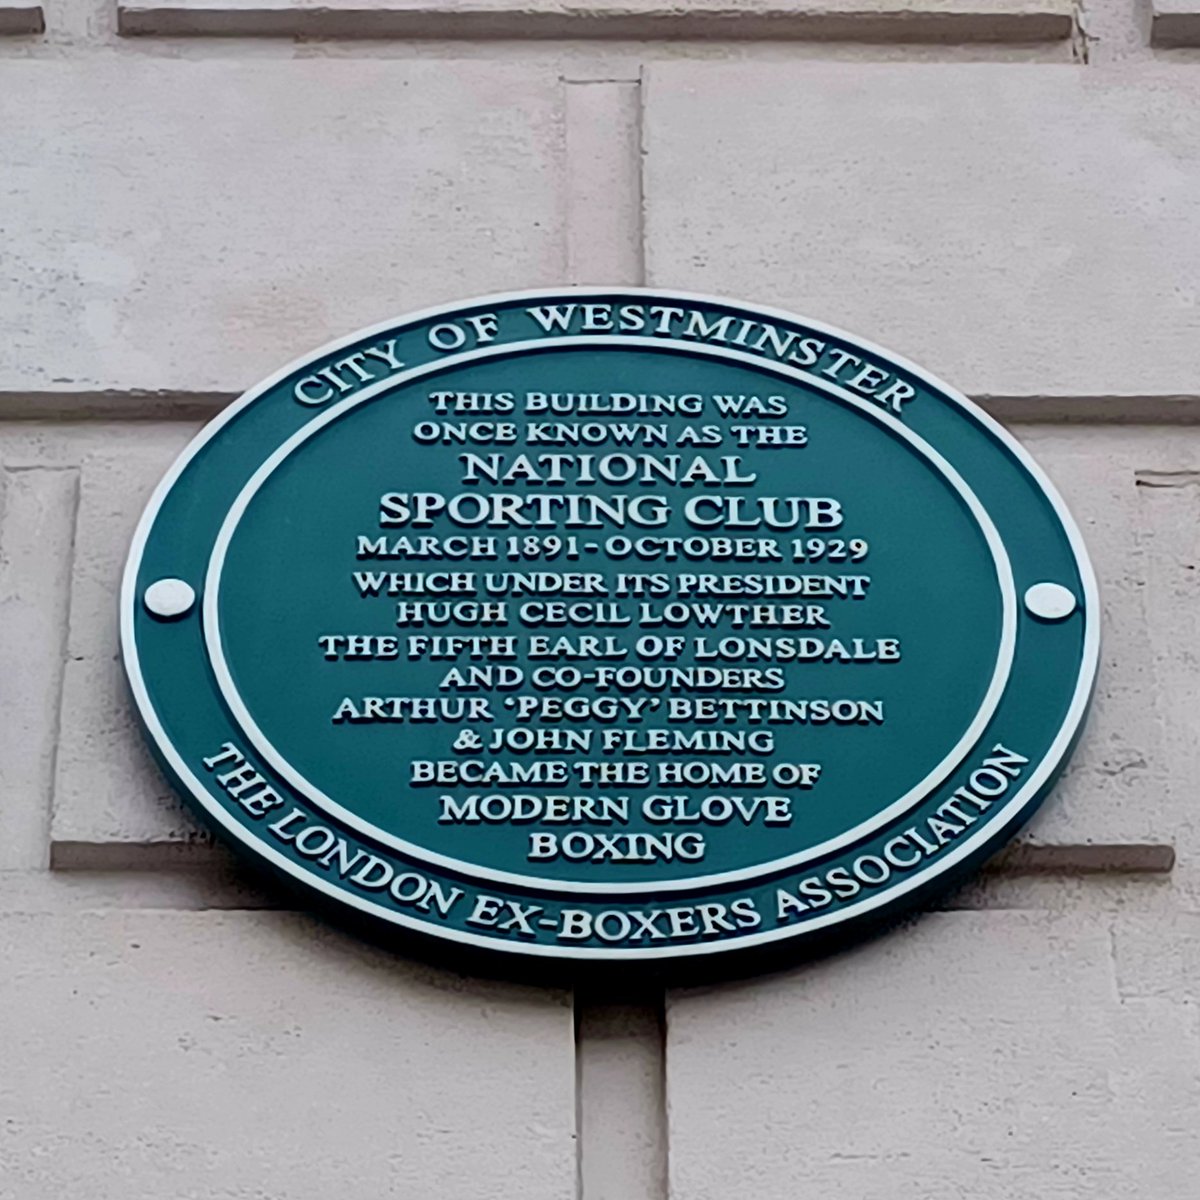 CITY OF WESTMINSTER
THIS BUILDING WAS
ONCE KNOWN AS THE
NATIONAL
SPORTING CLUB
MARCH 1891-OCTOBER 1929
WHICH UNDER ITS PRESIDENT
HUGH CECIL LOWTHER
THE FIFTH EARL OF LONSDALE
AND CO-FOUNDERS
ARTHUR ‘PEGGY’ BETTINSON
& JOHN FLEMING
BECAME THE HOME OF
MODERN GLOVE
BOXING
THE LONDON EX-BOXERS ASSOCIATION